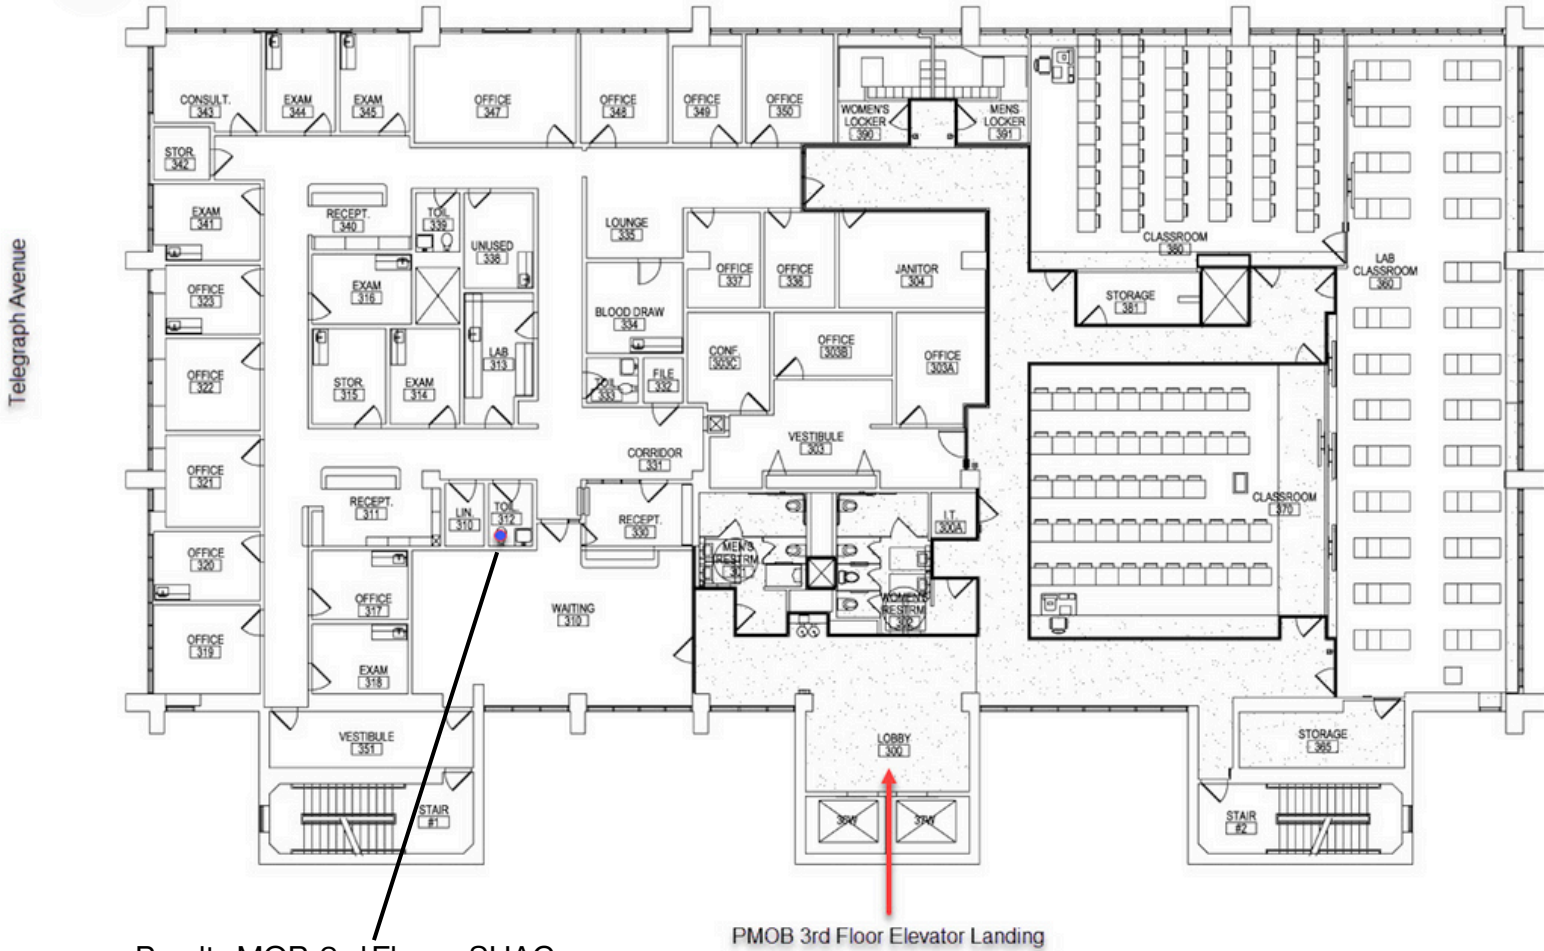 CONSULT.
343
EXAM
344
EXAM
345
OFFICE
347
OFFICE
348
OFFICE
349
OFFICE
350
WOMEN'S
LOCKER
390
MENS
LOCKER
391
STOR.
342
EXAM
341
RECEPT.
340
TOIL.
339
UNUSED
338
LOUNGE
335
OFFICE
337
OFFICE
336
JANITOR
304
CLASSROOM
380
LAB
CLASSROOM
360
Telegraph Avenue
OFFICE
323
EXAM
316
BLOOD DRAW
334
STORAGE
381
OFFICE
322
STOR.
315
EXAM
314
LAB
313
TOIL.
333
FILE
332
CONF.
303C
OFFICE
303B
OFFICE
303A
VESTIBULE
303
CORRIDOR
331
OFFICE
321
RECEPT.
311
LIN.
310
TOIL.
312
RECEPT.
330
I.T.
300A
CLASSROOM
370
OFFICE
320
MEN'S
RESTRM
301
WOMEN'S
RESTRM
302
OFFICE
317
WAITING
310
OFFICE
319
EXAM
318
VESTIBULE
351
LOBBY
300
STORAGE
365
STAIR
#1
36W
37W
STAIR
#2
PMOB 3rd Floor Elevator Landing